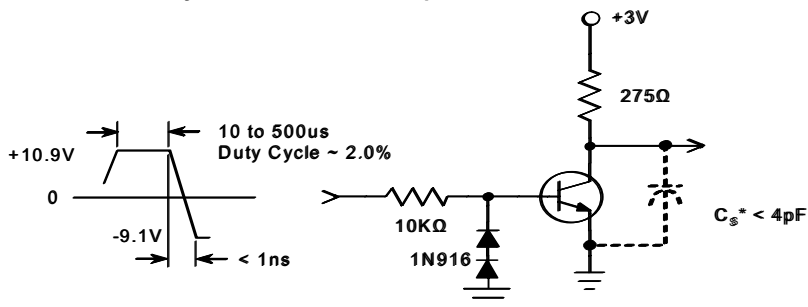 +3V
275Ω
10 to 500us
Duty Cycle ~ 2.0%
+10.9V
0
-9.1V
< 1ns
10KΩ
1N916
Cs* < 4pF